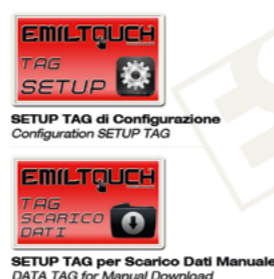 EMILTOUCH
TAG
SETUP
SETUP TAG di Configurazione
Configuration SETUP TAG
EMILTOUCH
TAG
SCARICO
DATI
SETUP TAG per Scarico Dati Manuale
DATA TAG for Manual Download